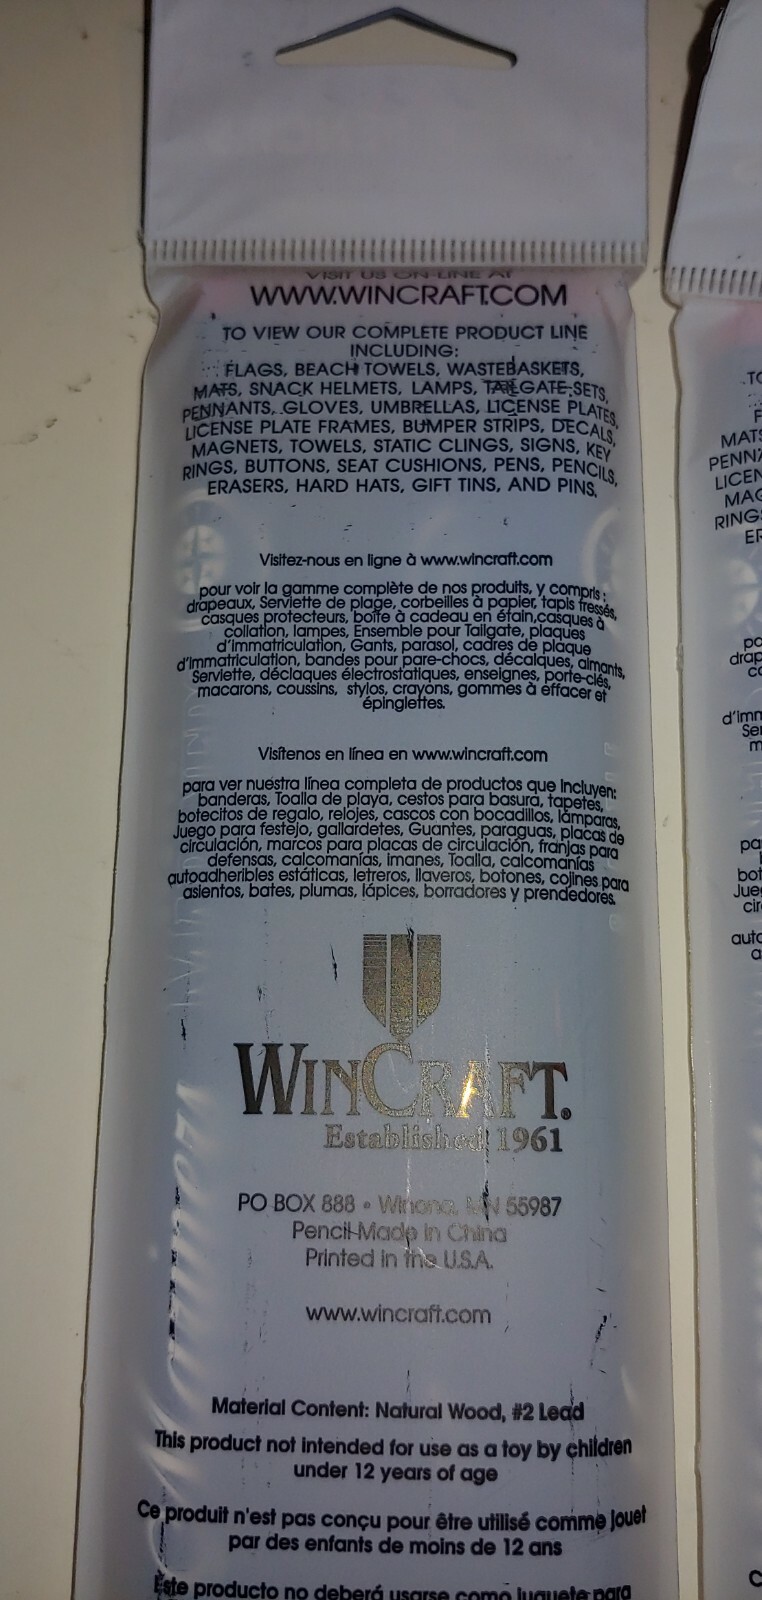 VISIT US ON-LINE AT
WWW.WINCRAFT.COM
TO VIEW OUR COMPLETE PRODUCT LINE
INCLUDING:
FLAGS, BEACH TOWELS, WASTEBASKETS,
MATS, SNACK HELMETS, LAMPS, TAILGATE SETS,
PENNANTS, GLOVES, UMBRELLAS, LICENSE PLATES,
LICENSE PLATE FRAMES, BUMPER STRIPS, DECALS,
MAGNETS, TOWELS, STATIC CLINGS, SIGNS, KEY
RINGS, BUTTONS, SEAT CUSHIONS, PENS, PENCILS,
ERASERS, HARD HATS, GIFT TINS, AND PINS.
Visitez-nous en ligne à www.wincraft.com
pour voir la gamme complète de nos produits, y compris :
drapeaux, Serviette de plage, corbeilles à papier, tapis tressés,
casques protecteurs, boîte à cadeau en étain,casques à
collation, lampes, Ensemble pour Tailgate, plaques
d'immatriculation, Gants, parasol, cadres de plaque
d'immatriculation, bandes pour pare-chocs, décalques, aimants,
Serviette, déclaques électrostatiques, enseignes, porte-clés,
macarons, coussins, stylos, crayons, gommes à effacer et
épinglettes.
Visítenos en línea en www.wincraft.com
para ver nuestra línea completa de productos que incluyen:
banderas, Toalla de playa, cestos para basura, tapetes,
botecitos de regalo, relojes, cascos con bocadillos, lámparas,
Juego para festejo, gallardetes, Guantes, paraguas, placas de
circulación, marcos para placas de circulación, franjas para
defensas, calcomanías, imanes, Toalla, calcomanías
autoadheribles estáticas, letreros, llaveros, botones, cojines para
asientos, bates, plumas, lápices, borradores y prendedores.
WINCRAFT®
Established 1961
PO BOX 888 • Winona, MN 55987
Pencil-Made in China
Printed in the U.S.A.
www.wincraft.com
Material Content: Natural Wood, #2 Lead
This product not intended for use as a toy by children
under 12 years of age
Ce produit n'est pas conçu pour être utilisé comme jouet
par des enfants de moins de 12 ans
Este producto no deberá usarse como juguete para